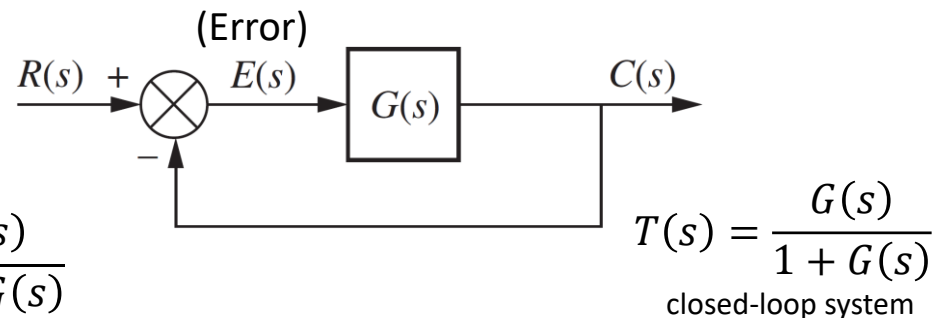 (Error)
R(s) + E(s) C(s)
G(s)
−
T(s) = G(s) / 1 + G(s)
s)
G(s)
closed-loop system